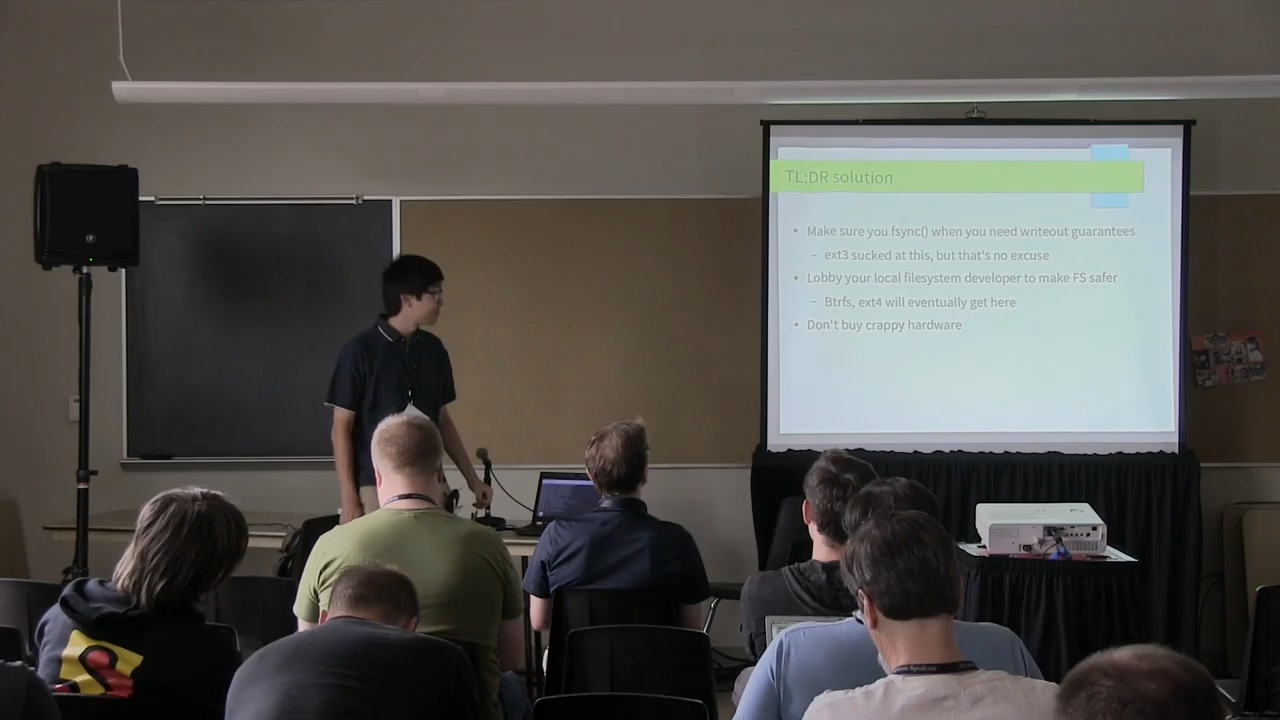 TL;DR solution
• Make sure you fsync() when you need writeout guarantees
– ext3 sucked at this, but that's no excuse
• Lobby your local filesystem developer to make FS safer
– Btrfs, ext4 will eventually get here
• Don't buy crappy hardware